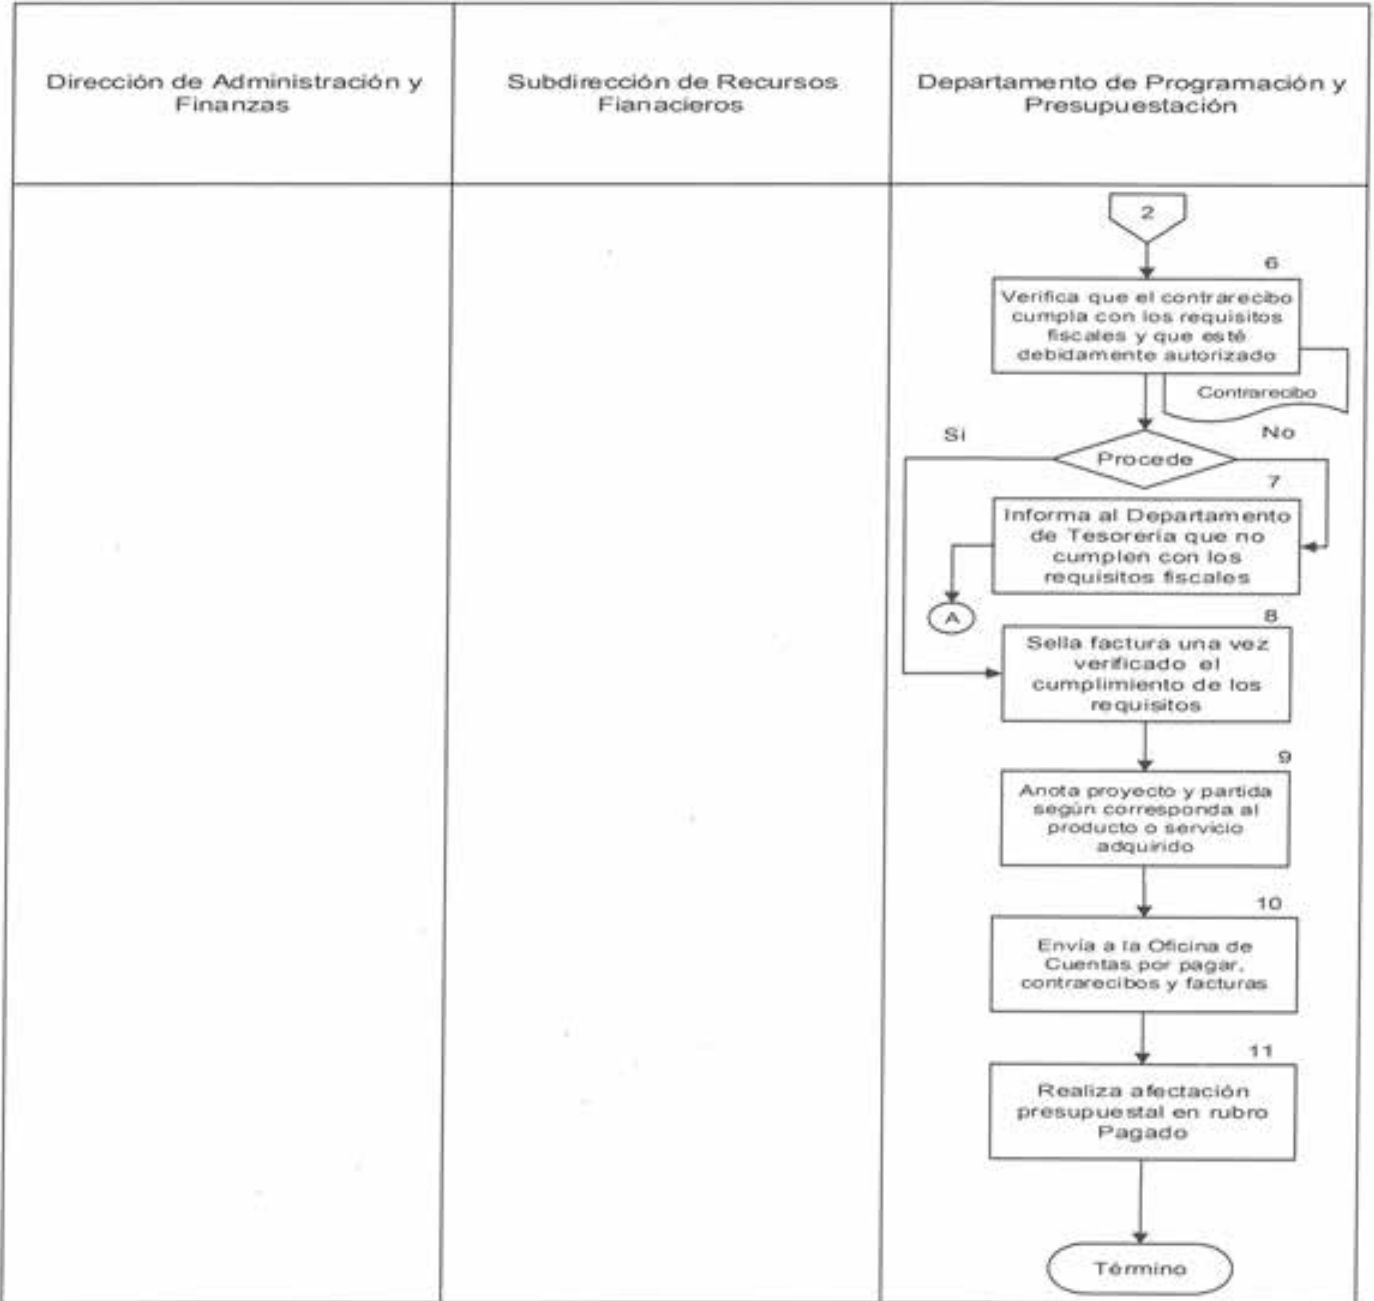 Dirección de Administración y
Finanzas
Subdirección de Recursos
Fianacieros
Departamento de Programación y
Presupuestación
2
6
Verifica que el contrarecibo
cumpla con los requisitos
fiscales y que esté
debidamente autorizado
Contrarecibo
Si
No
Procede
7
Informa al Departamento
de Tesorería que no
cumplen con los
requisitos fiscales
A
8
Sella factura una vez
verificado el
cumplimiento de los
requisitos
9
Anota proyecto y partida
según corresponda al
producto o servicio
adquirido
10
Envía a la Oficina de
Cuentas por pagar,
contrarecibos y facturas
11
Realiza afectación
presupuestal en rubro
Pagado
Término